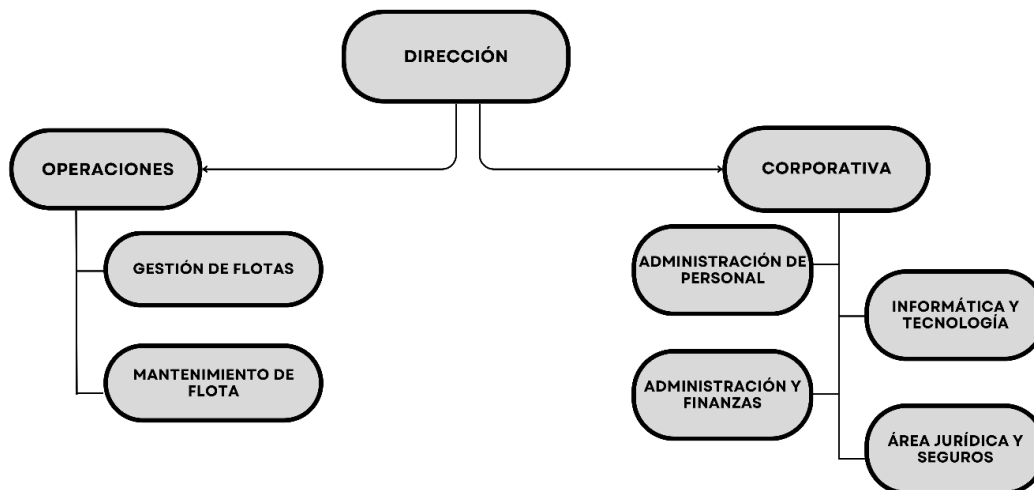 DIRECCIÓN
OPERACIONES
CORPORATIVA
GESTIÓN DE FLOTAS
ADMINISTRACIÓN DE
PERSONAL
INFORMÁTICA Y
TECNOLOGÍA
MANTENIMIENTO DE
FLOTA
ADMINISTRACIÓN Y
FINANZAS
ÁREA JURÍDICA Y
SEGUROS